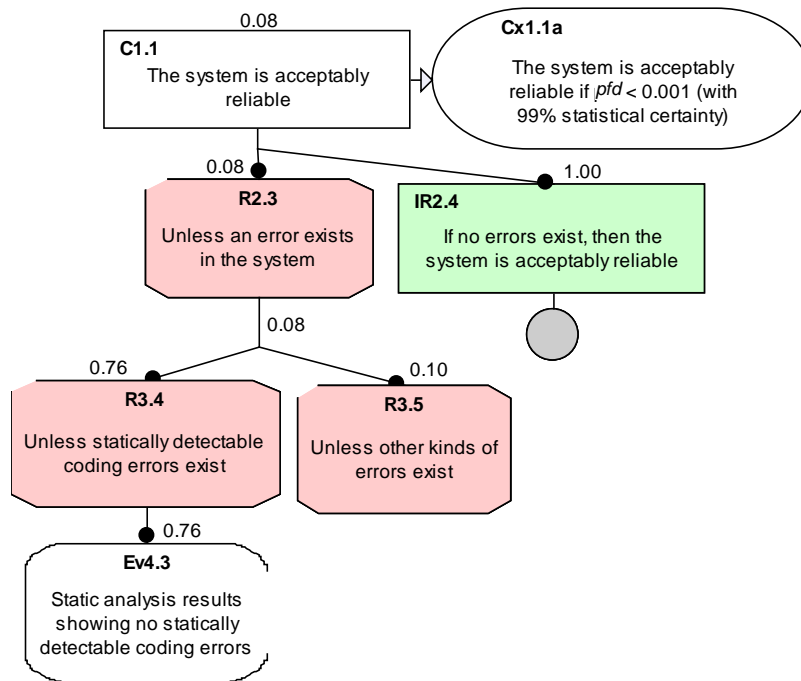 0.08
C1.1
The system is acceptably
reliable
Cx1.1a
The system is acceptably
reliable if pfd < 0.001 (with
99% statistical certainty)
0.08
1.00
R2.3
Unless an error exists
in the system
IR2.4
If no errors exist, then the
system is acceptably reliable
0.08
0.76
0.10
R3.4
Unless statically detectable
coding errors exist
R3.5
Unless other kinds of
errors exist
0.76
Ev4.3
Static analysis results
showing no statically
detectable coding errors